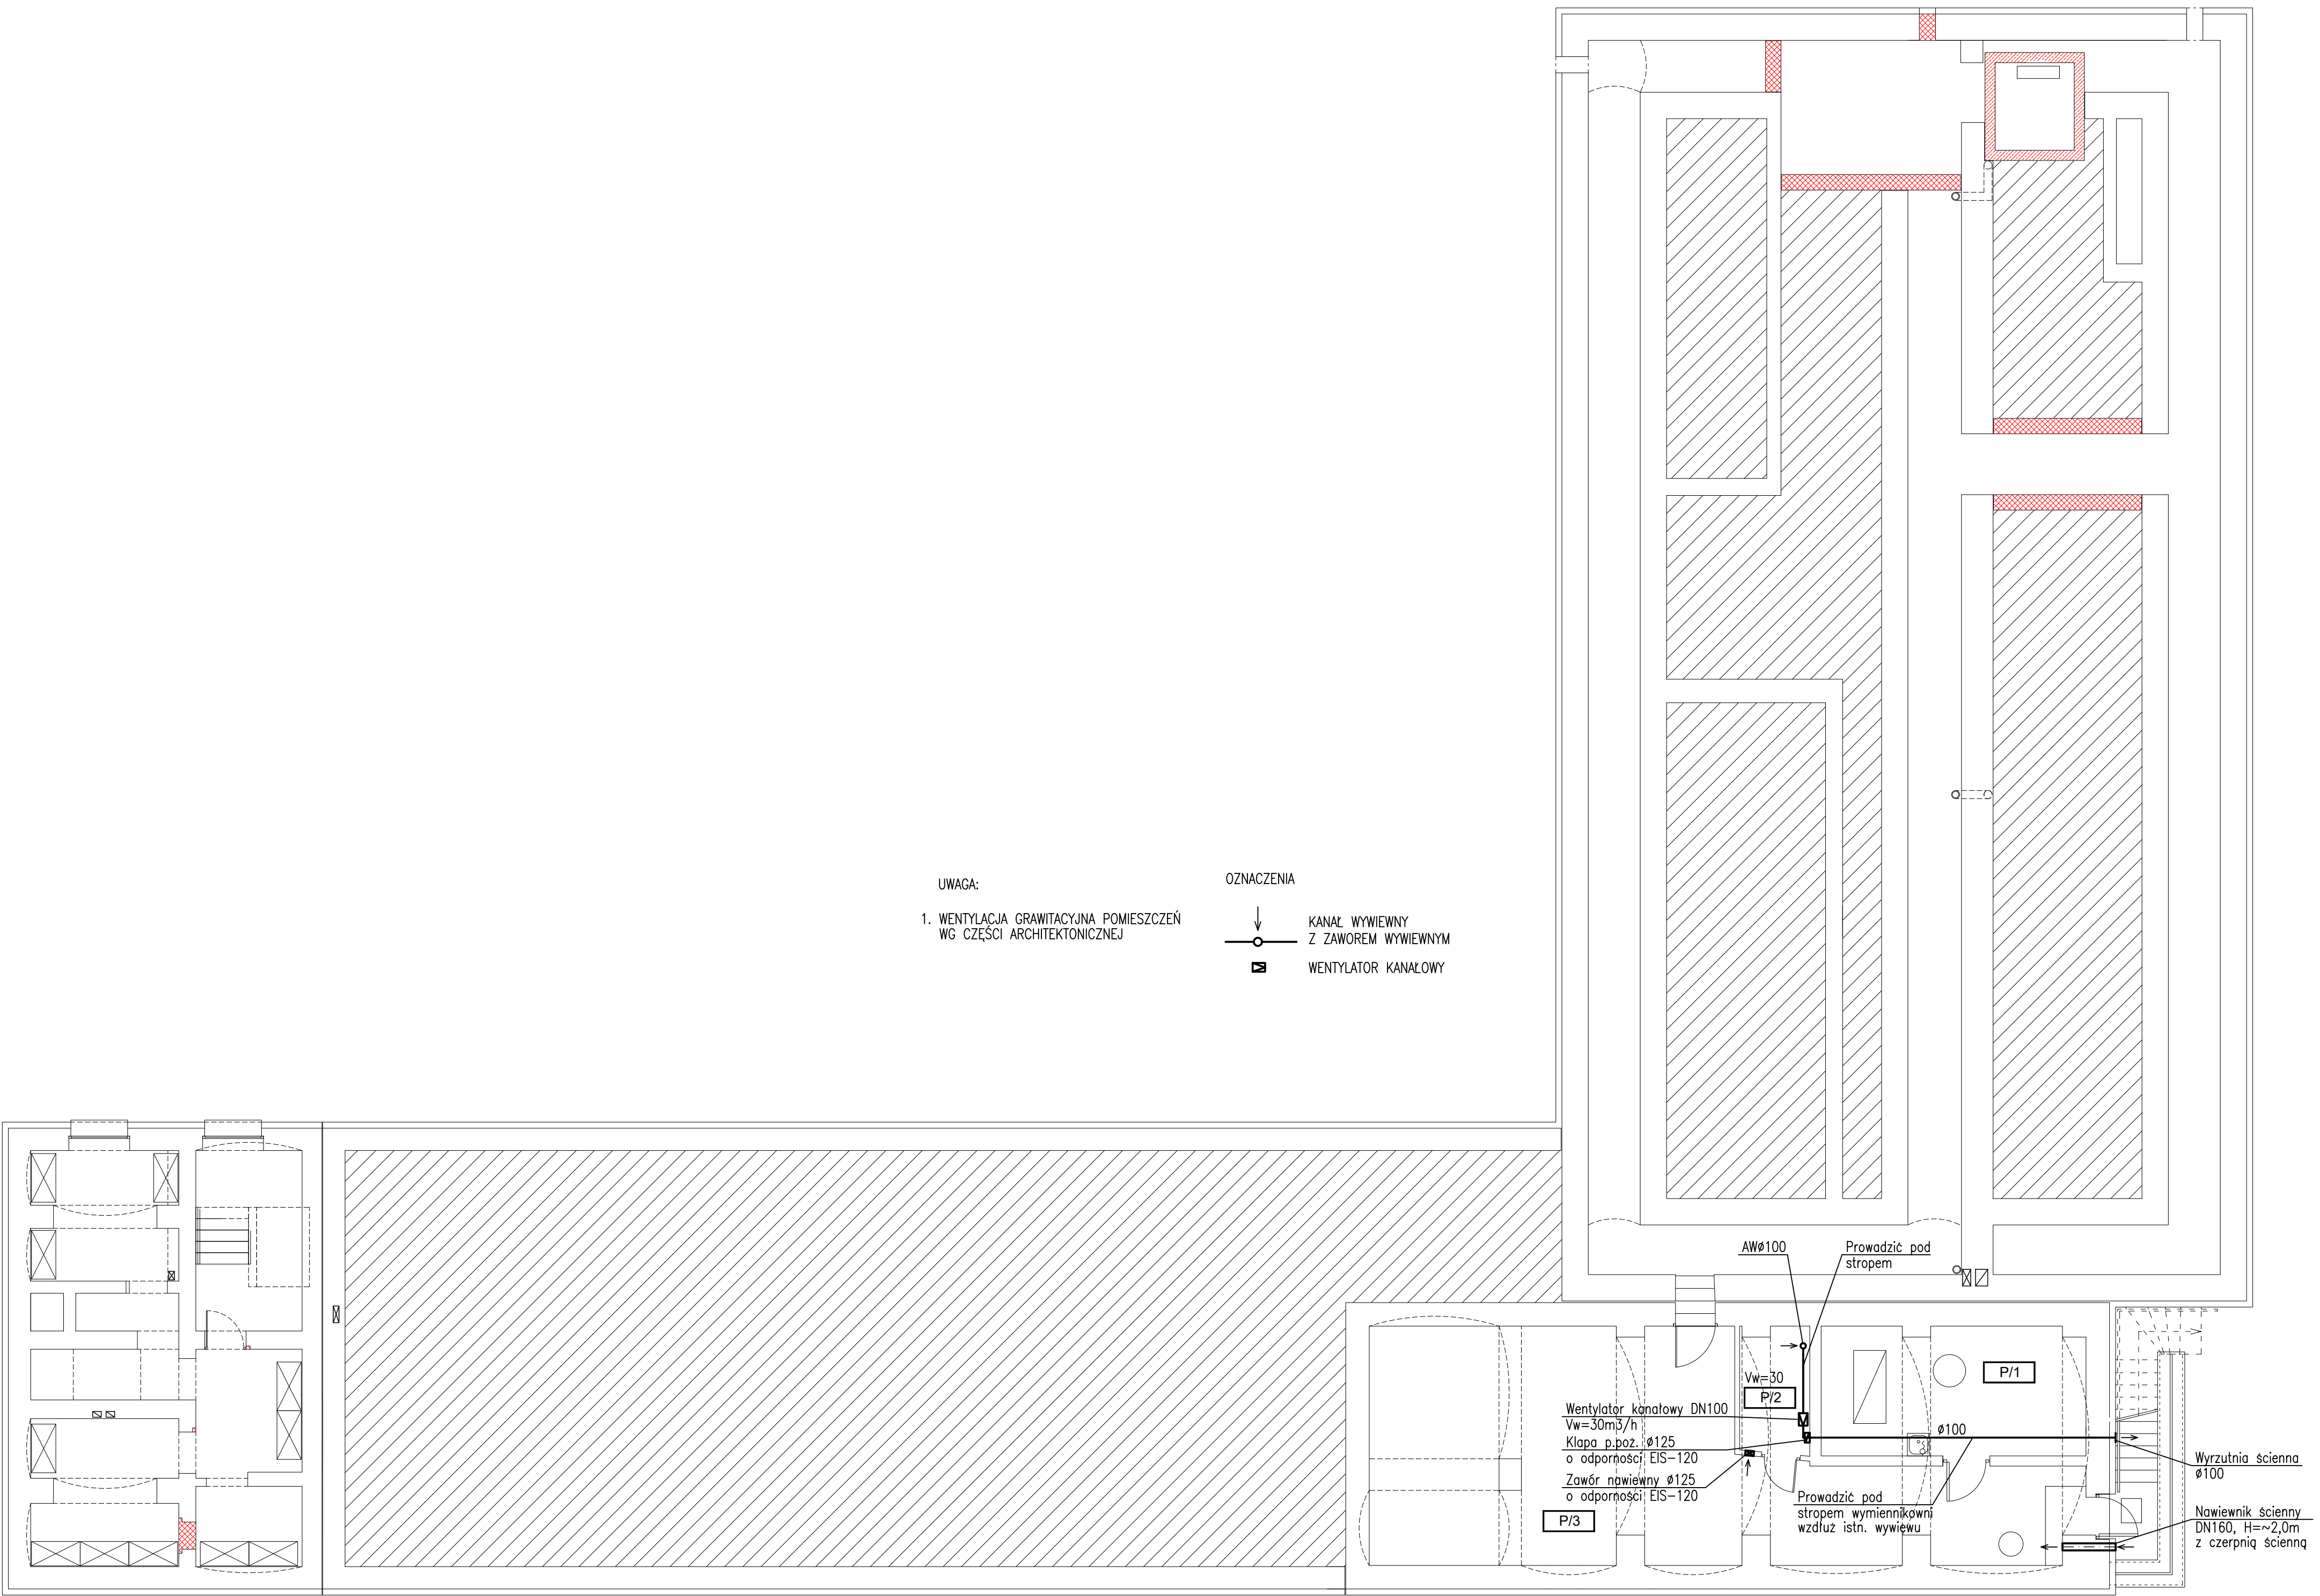 UWAGA:
1. WENTYLACJA GRAWITACYJNA POMIESZCZEŃ
WG CZĘŚCI ARCHITEKTONICZNEJ
OZNACZENIA
KANAŁ WYWIEWNY
Z ZAWOREM WYWIEWNYM
WENTYLATOR KANAŁOWY
AWø100
Prowadzić pod
stropem
Vw=30
P/2
P/1
Wentylator kanałowy DN100
Vw=30m3/h
Klapa p.poż. ø125
o odporności EIS-120
Zawór nawiewny ø125
o odporności EIS-120
P/3
ø100
Prowadzić pod
stropem wymiennikowni
wzdłuż istn. wywiewu
Wyrzutnia ścienna
ø100
Nawiewnik ścienny
DN160, H=~2,0m
z czerpnią ścienną